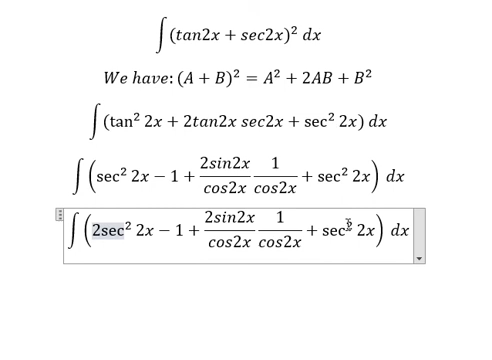 ∫(tan2x + sec2x)² dx
We have: (A + B)² = A² + 2AB + B²
∫(tan² 2x + 2tan2x sec2x + sec² 2x) dx
∫(sec² 2x − 1 + 2sin2x/cos2x 1/cos2x + sec² 2x) dx
∫(2sec² 2x − 1 + 2sin2x/cos2x 1/cos2x + sec² 2x) dx